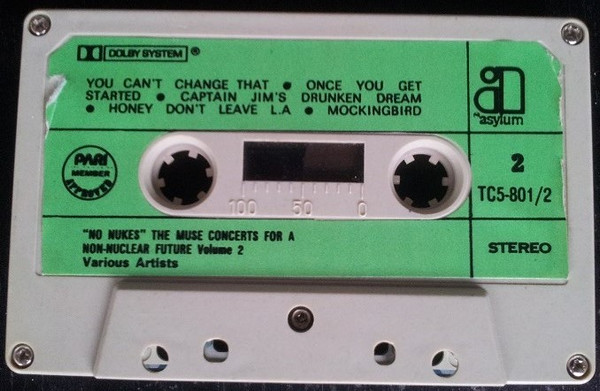 DOLBY SYSTEM ®
YOU CAN'T CHANGE THAT ● ONCE YOU GET
STARTED ● CAPTAIN JIM'S DRUNKEN DREAM
● HONEY DON'T LEAVE L.A ● MOCKINGBIRD
asylum
PARI
MEMBER
APPROVED
2
TC5-801/2
100 50 0
"NO NUKES" THE MUSE CONCERTS FOR A
NON-NUCLEAR FUTURE Volume 2
Various Artists
STEREO